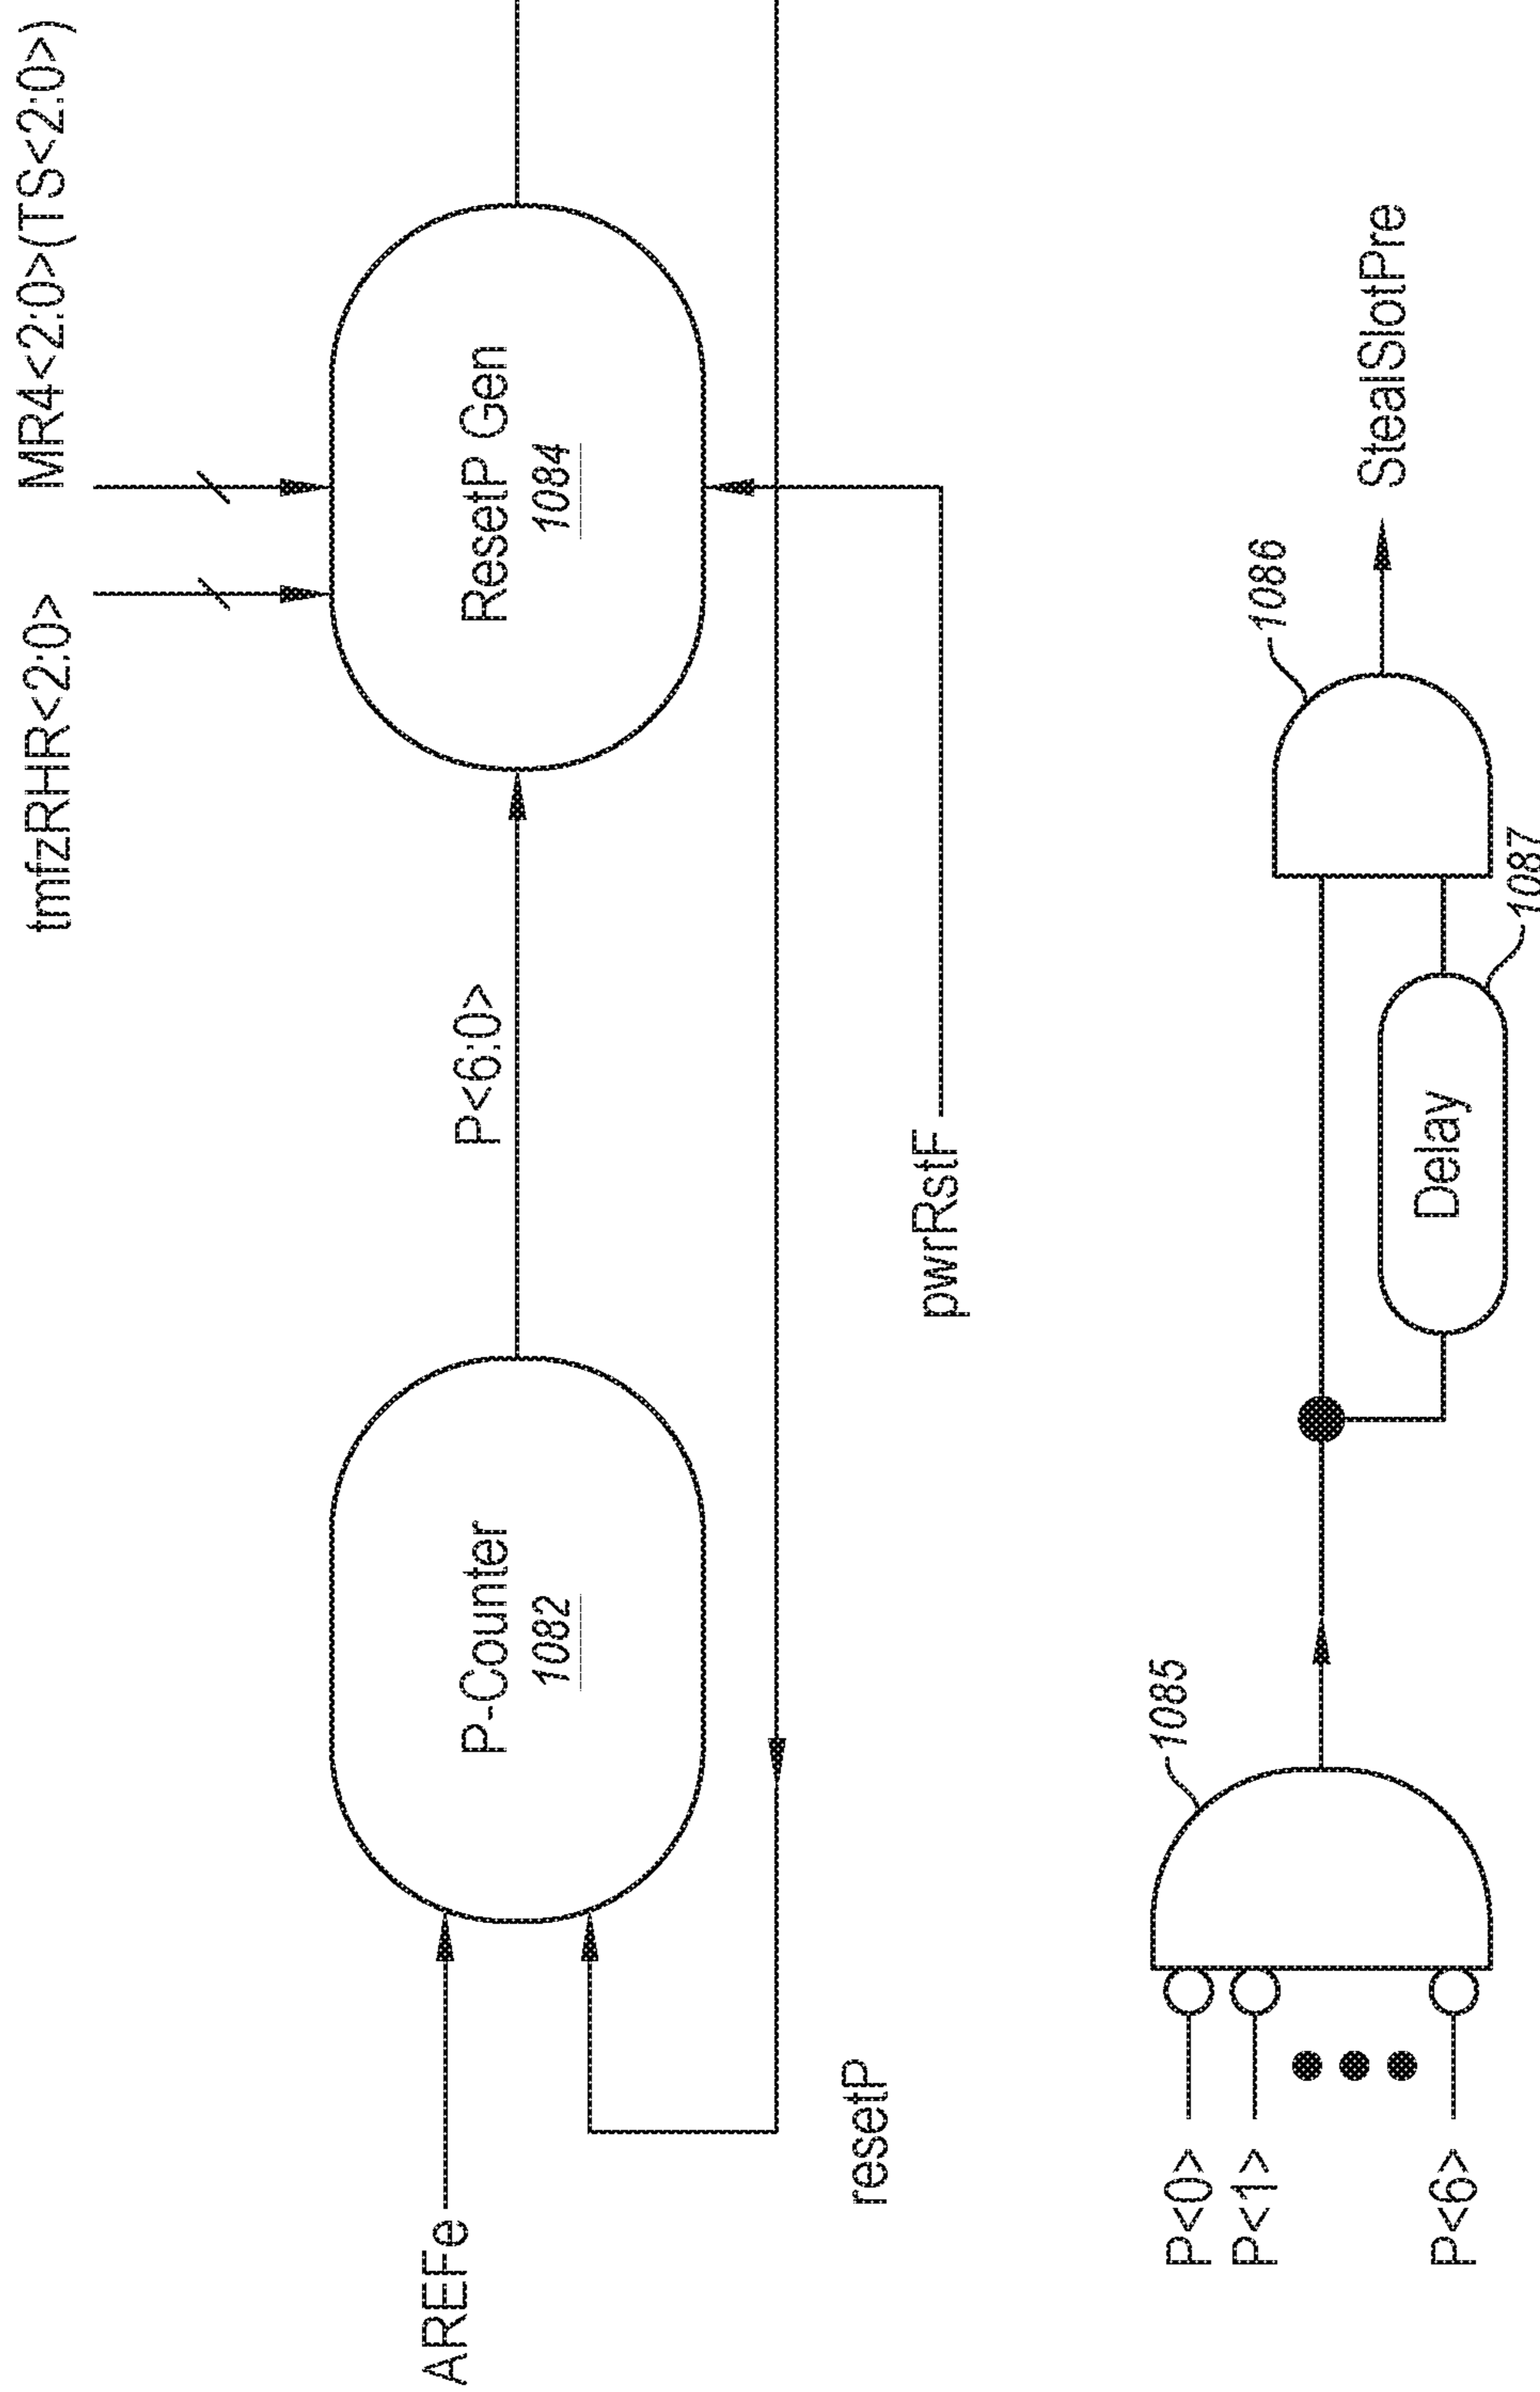 tmfzRHR<2:0>
MR4<2:0>(TS<2:0>)
AREFe
P-Counter
1082
P<6:0>
ResetP Gen
1084
resetP
pwrRstF
P<0>
P<1>
P<6>
1085
Delay
1087
1086
StealSlotPre